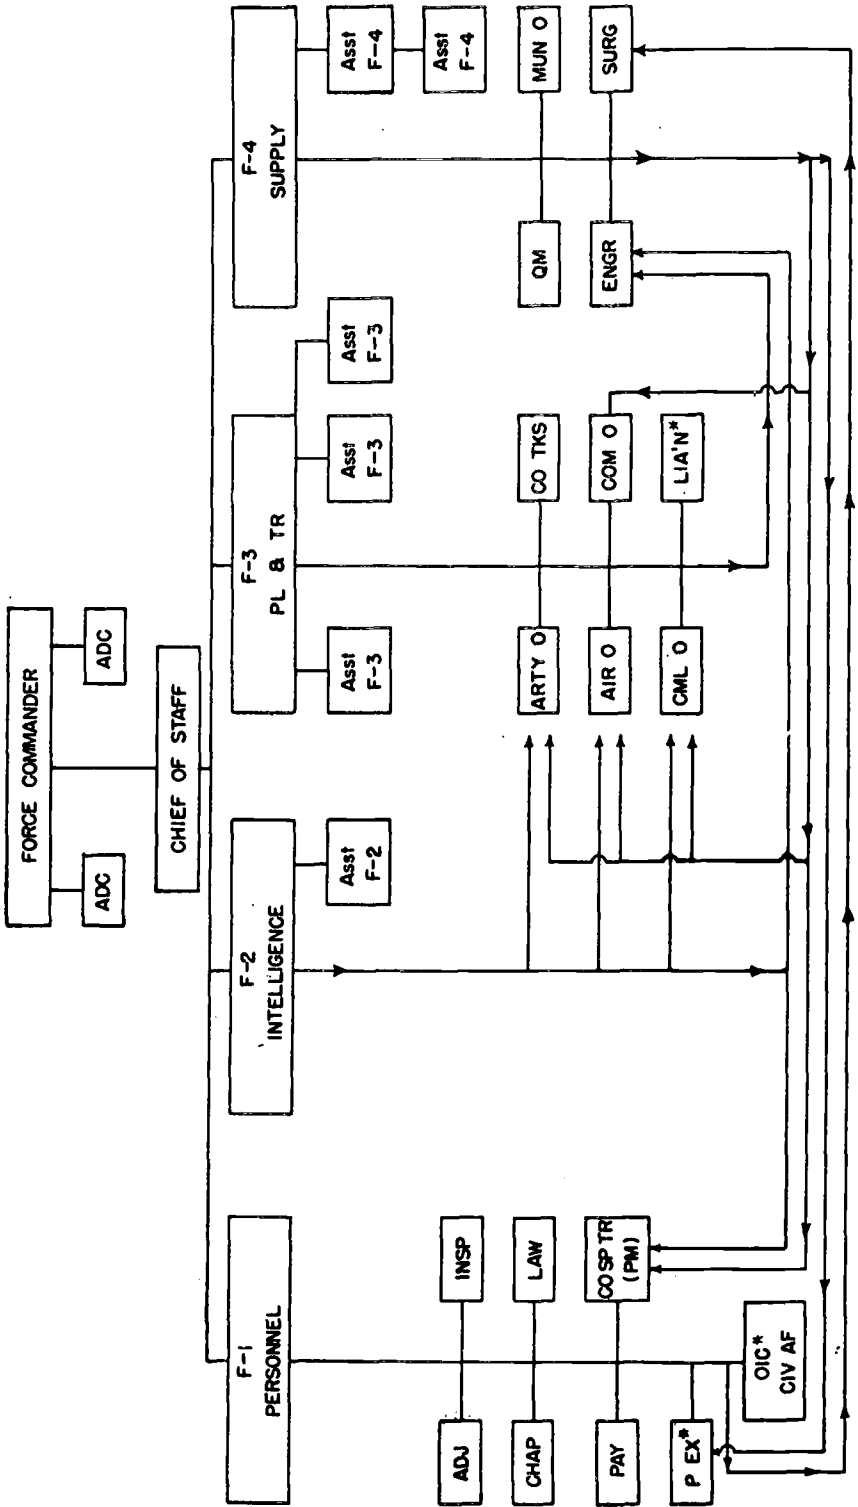 FORCE COMMANDER
ADC
ADC
CHIEF OF STAFF
F-1
PERSONNEL
F-2
INTELLIGENCE
F-3
PL & TR
F-4
SUPPLY
Asst
F-2
Asst
F-3
Asst
F-3
Asst
F-3
Asst
F-4
Asst
F-4
ADJ
INSP
CHAP
LAW
PAY
CO SP TR
(PM)
P EX*
OIC*
CIV AF
ARTY O
CO TKS
AIR O
COM O
CML O
LIA'N*
QM
MUN O
ENGR
SURG